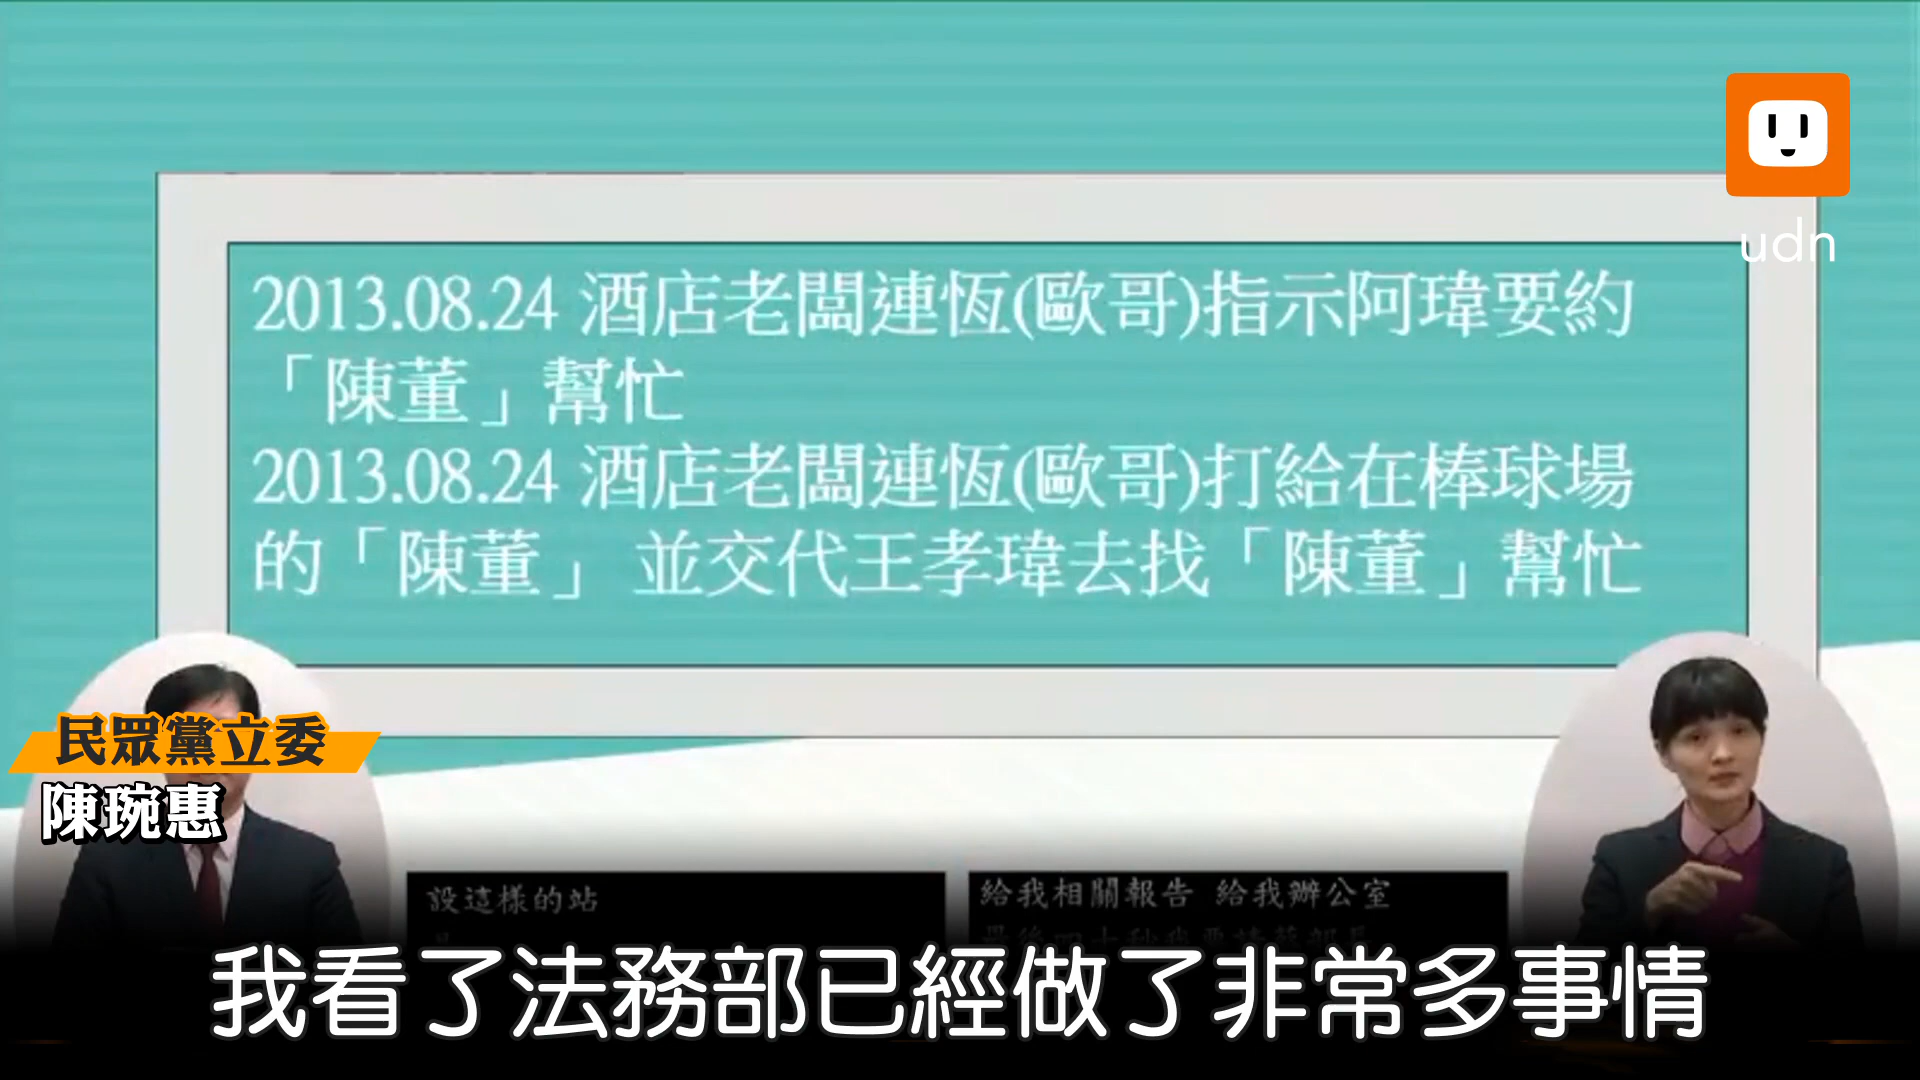 udn
2013.08.24 酒店老闆連恆(歐哥)指示阿瑋要約
「陳董」幫忙
2013.08.24 酒店老闆連恆(歐哥)打給在棒球場
的「陳董」 並交代王孝瑋去找「陳董」幫忙
民眾黨立委
陳琬惠
設這樣的站
給我相關報告 給我辦公室
我看了法務部已經做了非常多事情